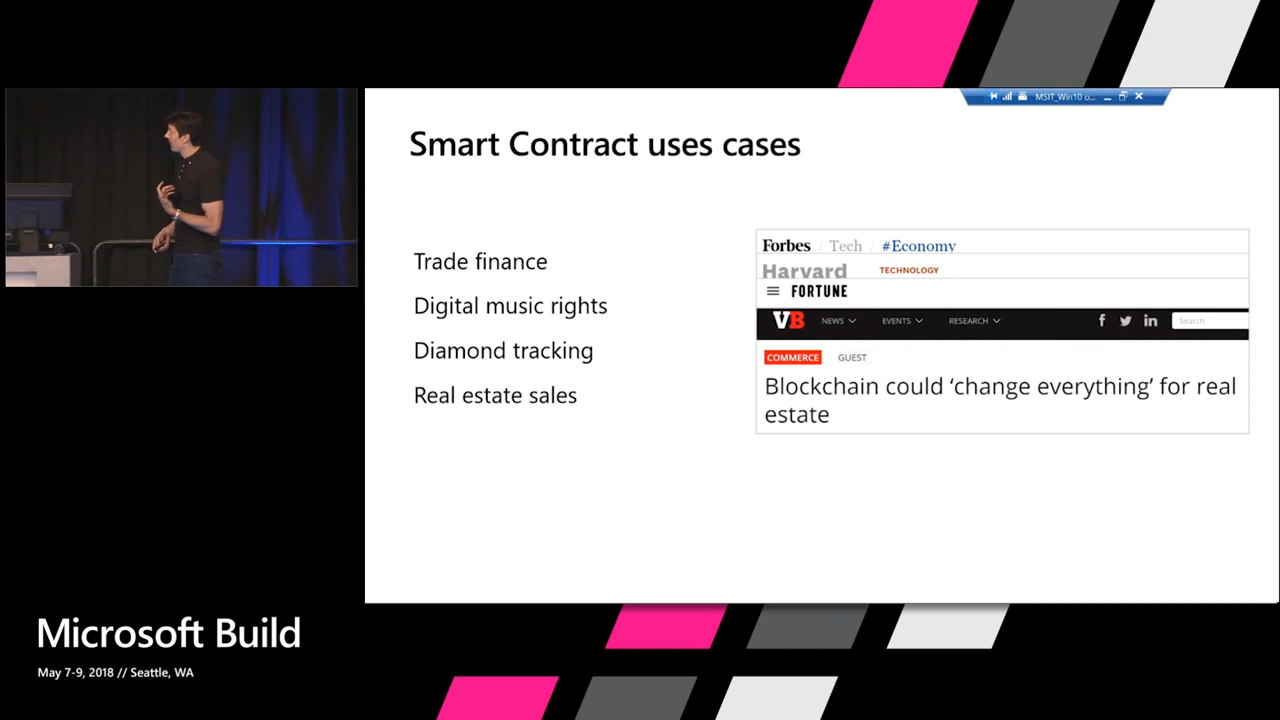 MSIT_Win10 o...
Smart Contract uses cases
Trade finance
Digital music rights
Diamond tracking
Real estate sales
Forbes / Tech / #Economy
Harvard TECHNOLOGY
FORTUNE
VB NEWS EVENTS RESEARCH Search
COMMERCE GUEST
Blockchain could ‘change everything’ for real
estate
Microsoft Build
May 7-9, 2018 // Seattle, WA